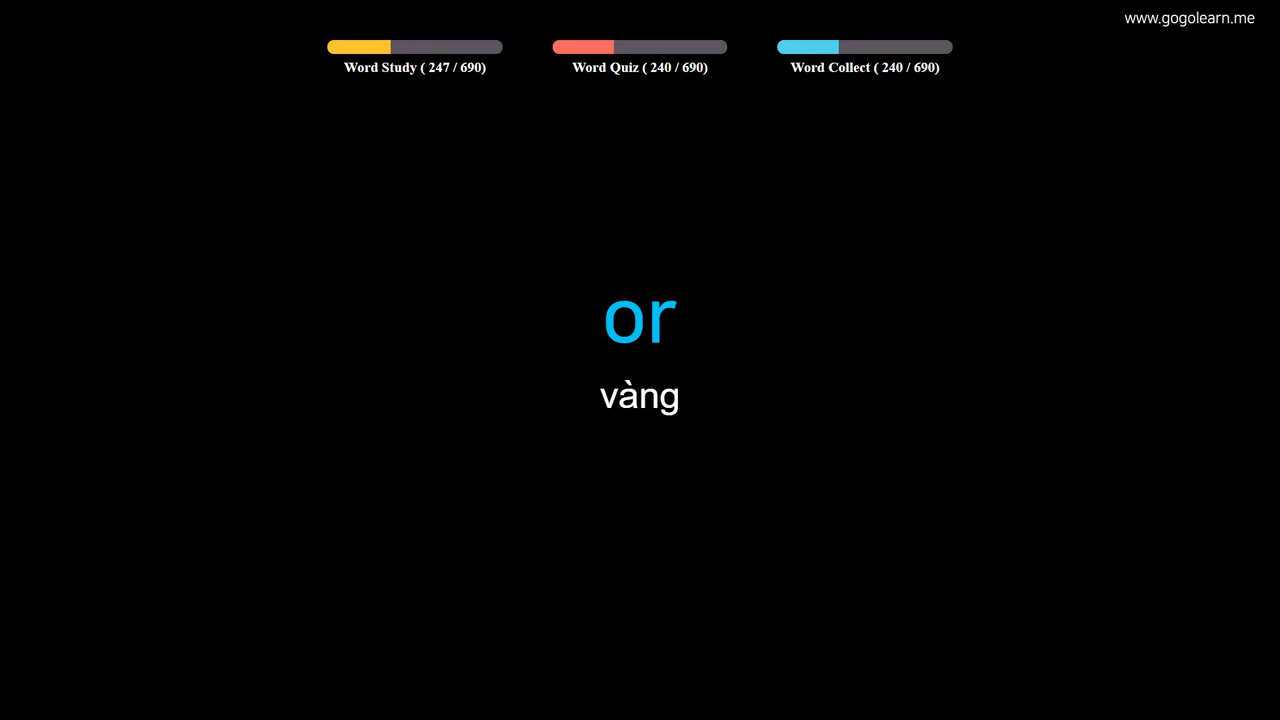 www.gogolearn.me
Word Study ( 247 / 690)
Word Quiz ( 240 / 690)
Word Collect ( 240 / 690)
or
vàng